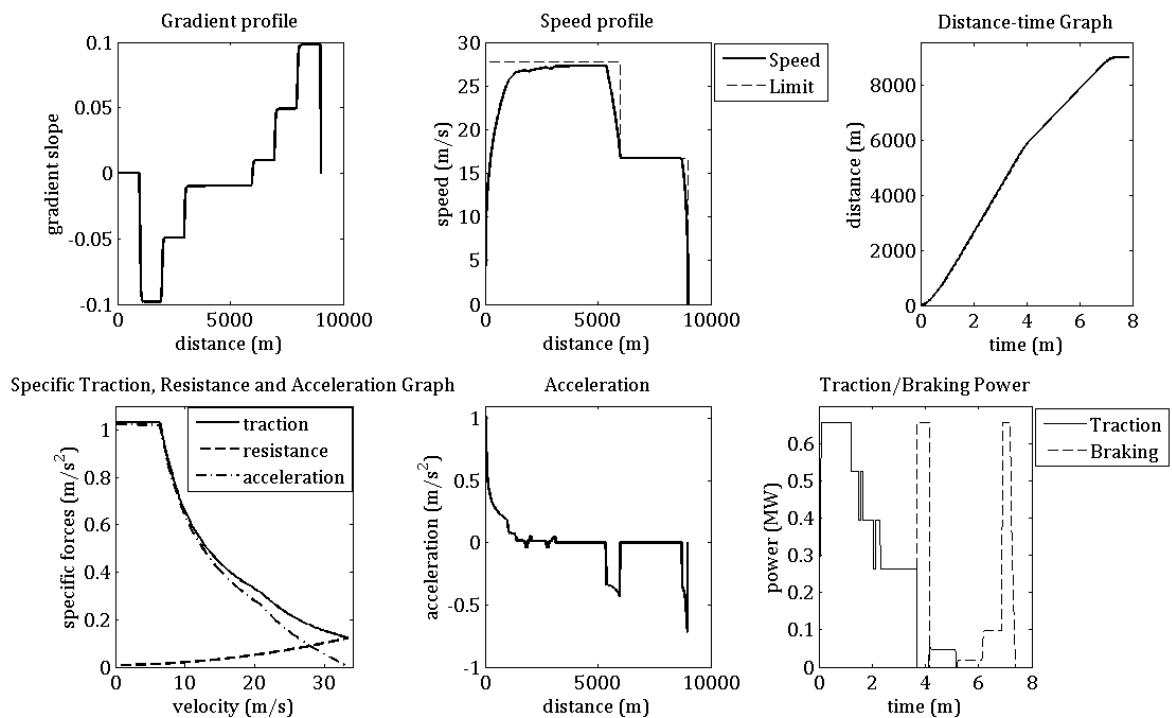 Gradient profile
0.1
0.05
0
-0.05
-0.1
gradient slope
0 5000 10000
distance (m)
Speed profile
30
25
20
15
10
5
0
speed (m/s)
0 5000 10000
distance (m)
Speed
Limit
Distance-time Graph
8000
6000
4000
2000
0
distance (m)
0 2 4 6 8
time (m)
Specific Traction, Resistance and Acceleration Graph
1
0.8
0.6
0.4
0.2
0
specific forces (m/s²)
0 10 20 30
velocity (m/s)
traction
resistance
acceleration
Acceleration
1
0.5
0
-0.5
-1
acceleration (m/s²)
0 5000 10000
distance (m)
Traction/Braking Power
0.6
0.5
0.4
0.3
0.2
0.1
0
power (MW)
0 2 4 6 8
time (m)
Traction
Braking